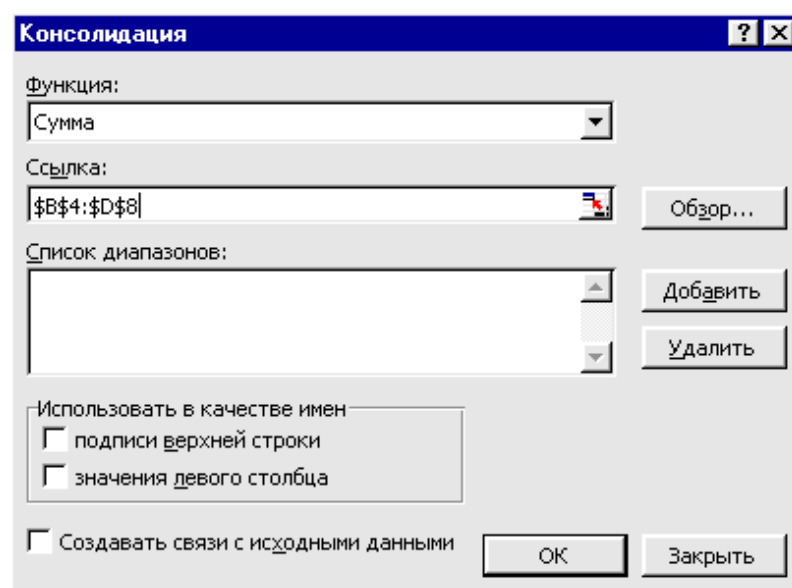 Консолидация
Функция:
Сумма
Ссылка:
$B$4:$D$8
Обзор...
Список диапазонов:
Добавить
Удалить
Использовать в качестве имен
подписи верхней строки
значения левого столбца
Создавать связи с исходными данными
ОК
Закрыть